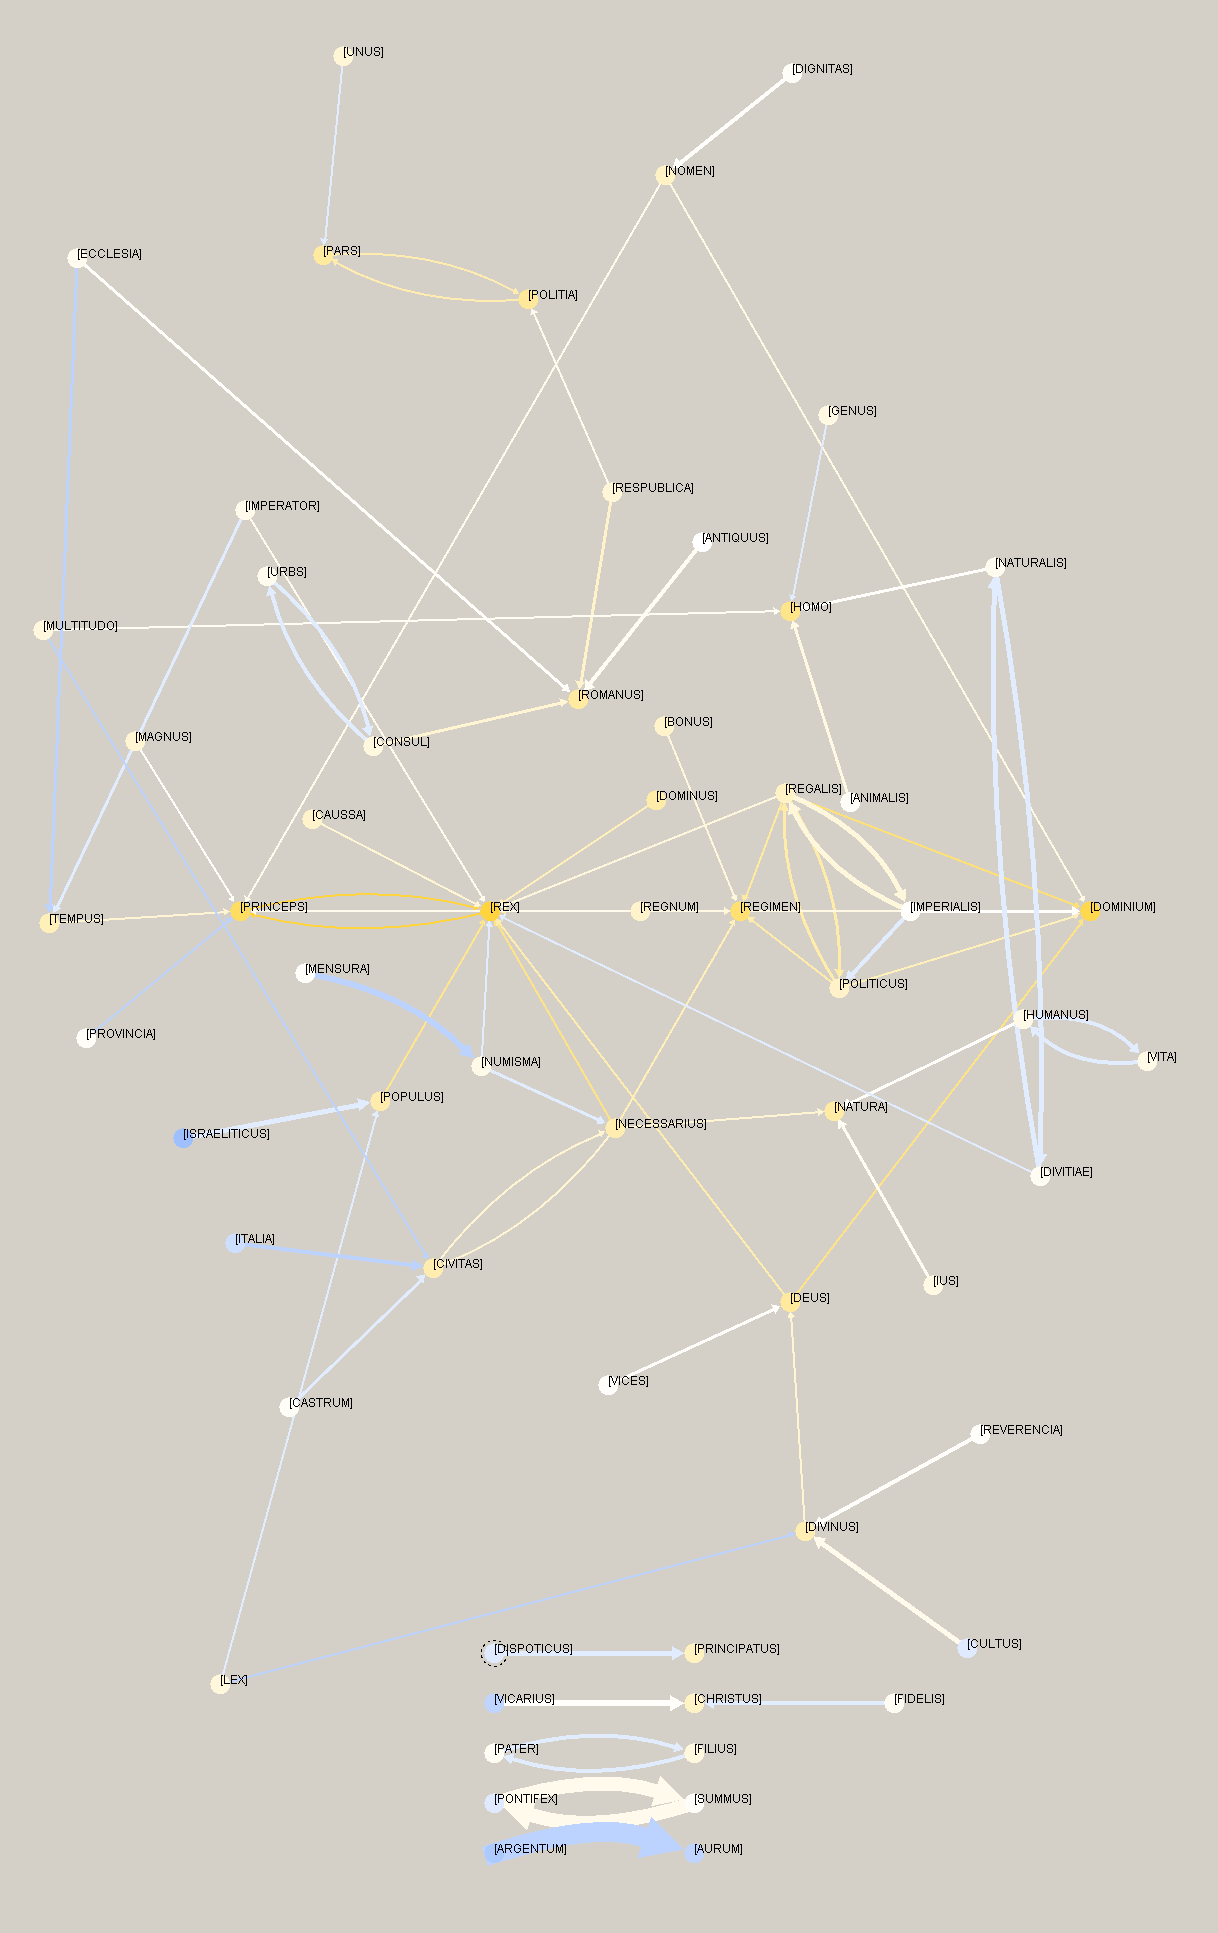 [UNUS]
[DIGNITAS]
[NOMEN]
[PARS]
[ECCLESIA]
[POLITIA]
[GENUS]
[RESPUBLICA]
[IMPERATOR]
[ANTIQUUS]
[NATURALIS]
[URBS]
[HOMO]
[MULTITUDO]
[ROMANUS]
[BONUS]
[MAGNUS]
[CONSUL]
[REGALIS]
[DOMINUS]
[ANIMALIS]
[CAUSSA]
[PRINCEPS]
[REX]
[REGNUM]
[REGIMEN]
[IMPERIALIS]
[DOMINIUM]
[TEMPUS]
[MENSURA]
[POLITICUS]
[HUMANUS]
[PROVINCIA]
[VITA]
[NUMISMA]
[POPULUS]
[NATURA]
[NECESSARIUS]
[ISRAELITICUS]
[DIVITIAE]
[ITALIA]
[CIVITAS]
[IUS]
[DEUS]
[VICES]
[CASTRUM]
[REVERENCIA]
[DIVINUS]
[CULTUS]
[DISPOTICUS]
[PRINCIPATUS]
[LEX]
[VICARIUS]
[CHRISTUS]
[FIDELIS]
[PATER]
[FILIUS]
[PONTIFEX]
[SUMMUS]
[ARGENTUM]
[AURUM]